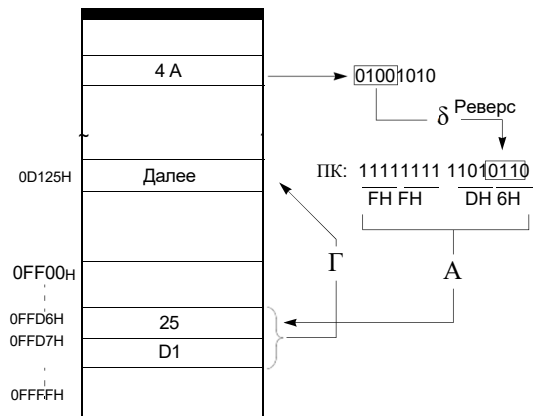 4 A
01001010
δ Реверс
0D125H Далее
ПК: 11111111 11010110
FH FH DH 6H
Г
А
0FF00H
0FFD6H 25
0FFD7H D1
0FFFFH